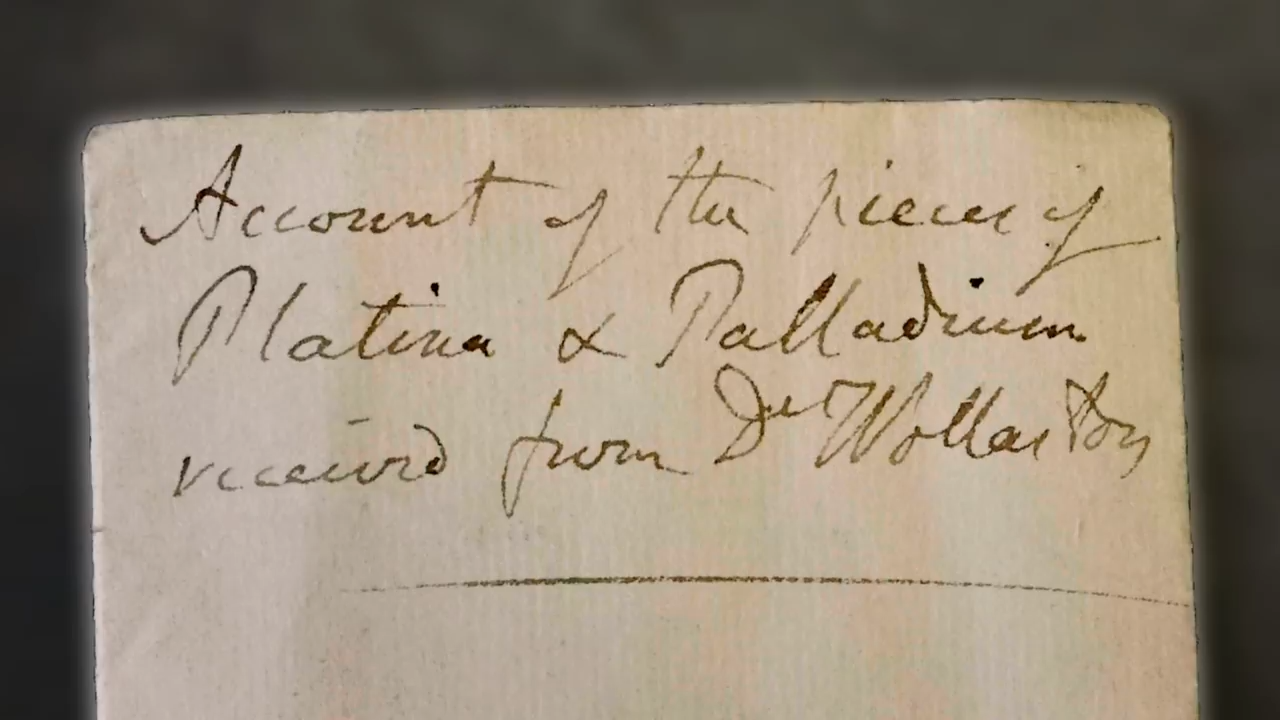 Account of the pieces of
Platina & Palladium
received from Dr Wollaston